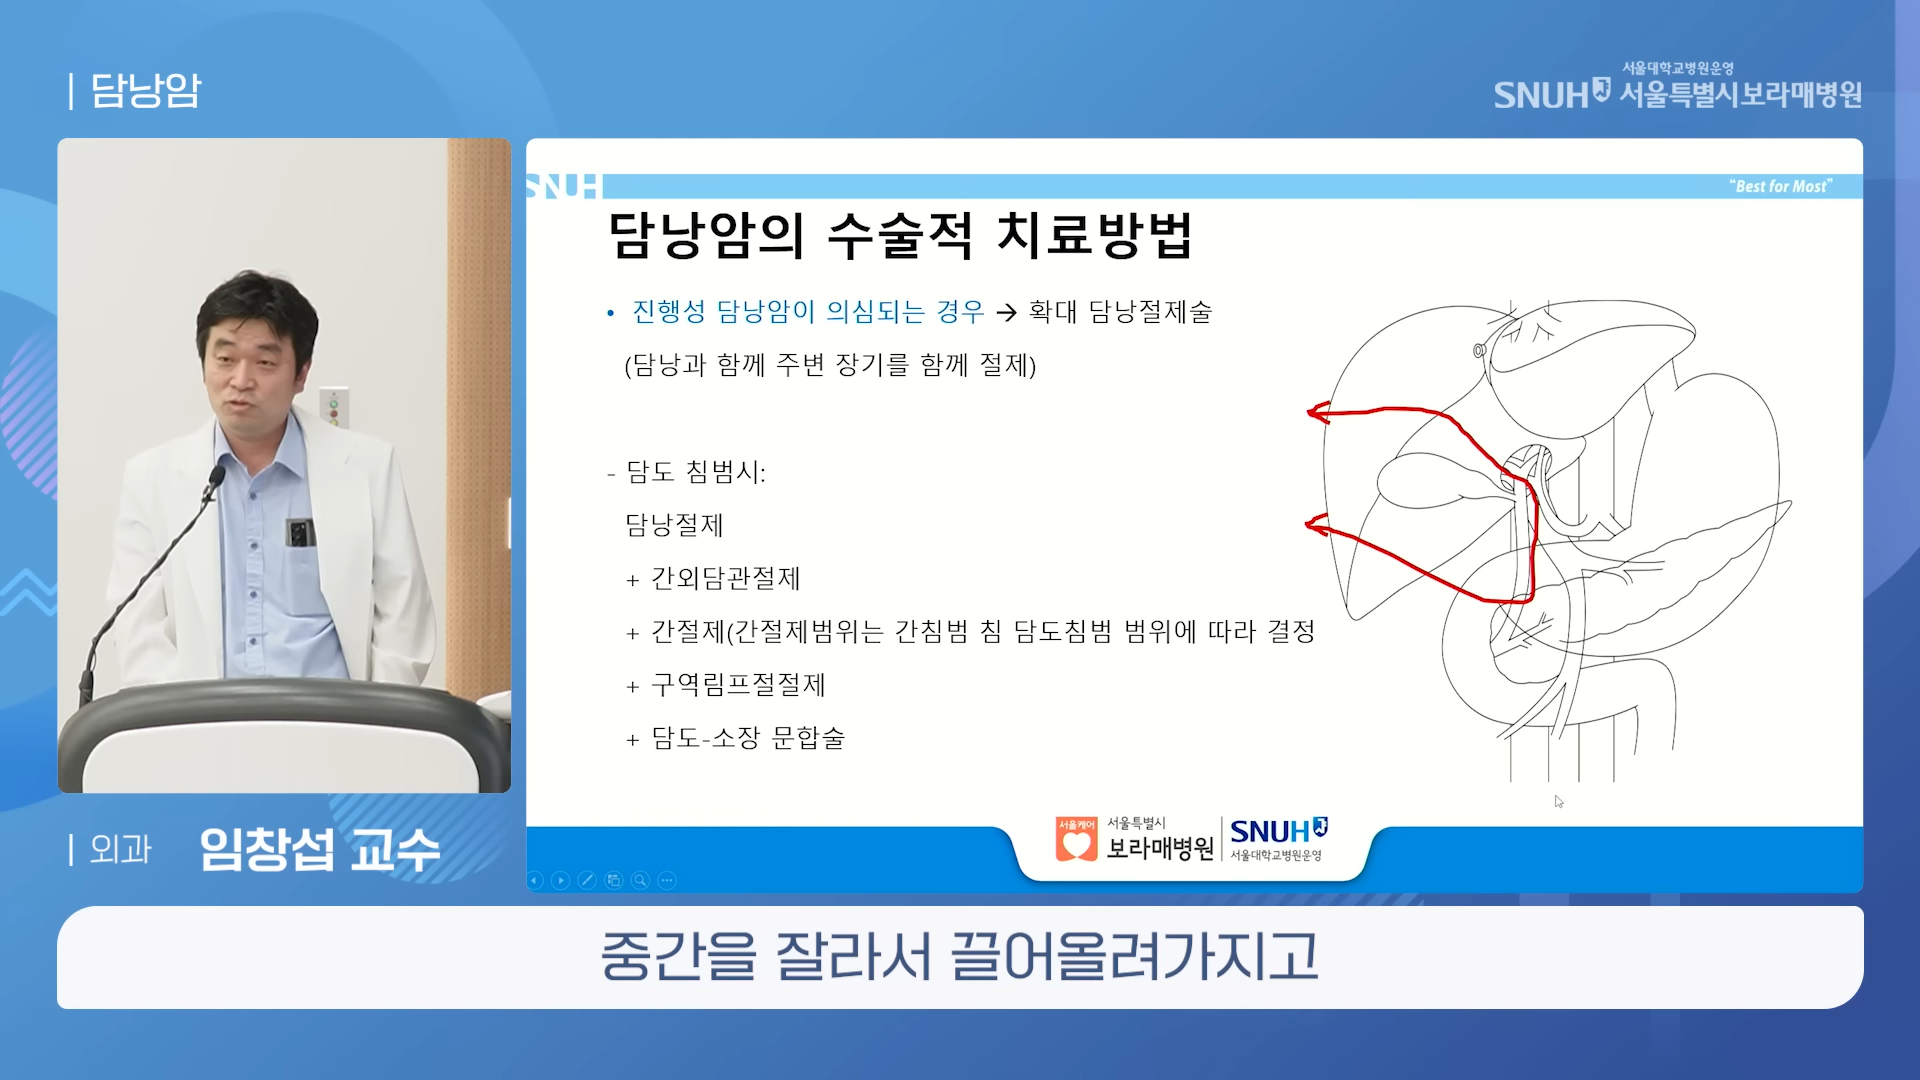 담낭암
서울대학교병원운영
SNUH 서울특별시보라매병원
SNUH
"Best for Most"
담낭암의 수술적 치료방법
• 진행성 담낭암이 의심되는 경우 → 확대 담낭절제술
(담낭과 함께 주변 장기를 함께 절제)
- 담도 침범시:
담낭절제
+ 간외담관절제
+ 간절제(간절제범위는 간침범 침 담도침범 범위에 따라 결정
+ 구역림프절절제
+ 담도-소장 문합술
서울케어
서울특별시
보라매병원
SNUH
서울대학교병원운영
외과 임창섭 교수
중간을 잘라서 끌어올려가지고